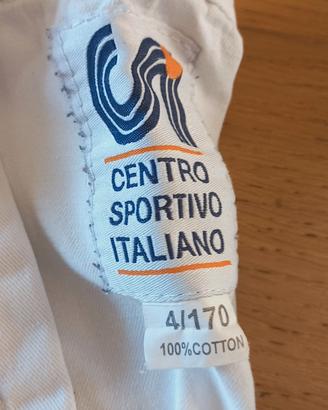 CENTRO
SPORTIVO
ITALIANO
4/170
100%COTTON